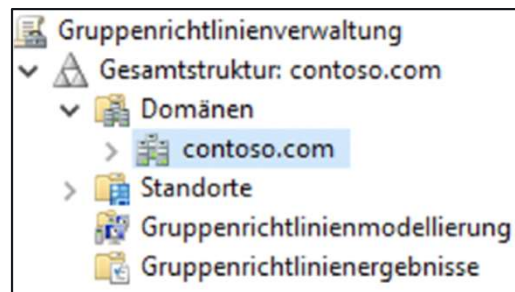 Gruppenrichtlinienverwaltung
Gesamtstruktur: contoso.com
Domänen
contoso.com
Standorte
Gruppenrichtlinienmodellierung
Gruppenrichtlinienergebnisse